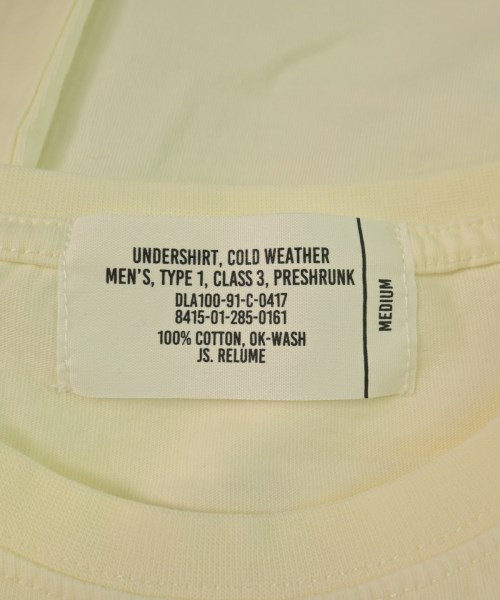 UNDERSHIRT, COLD WEATHER
MEN'S, TYPE 1, CLASS 3, PRESHRUNK
DLA100-91-C-0417
8415-01-285-0161
100% COTTON, OK-WASH
JS. RELUME
MEDIUM